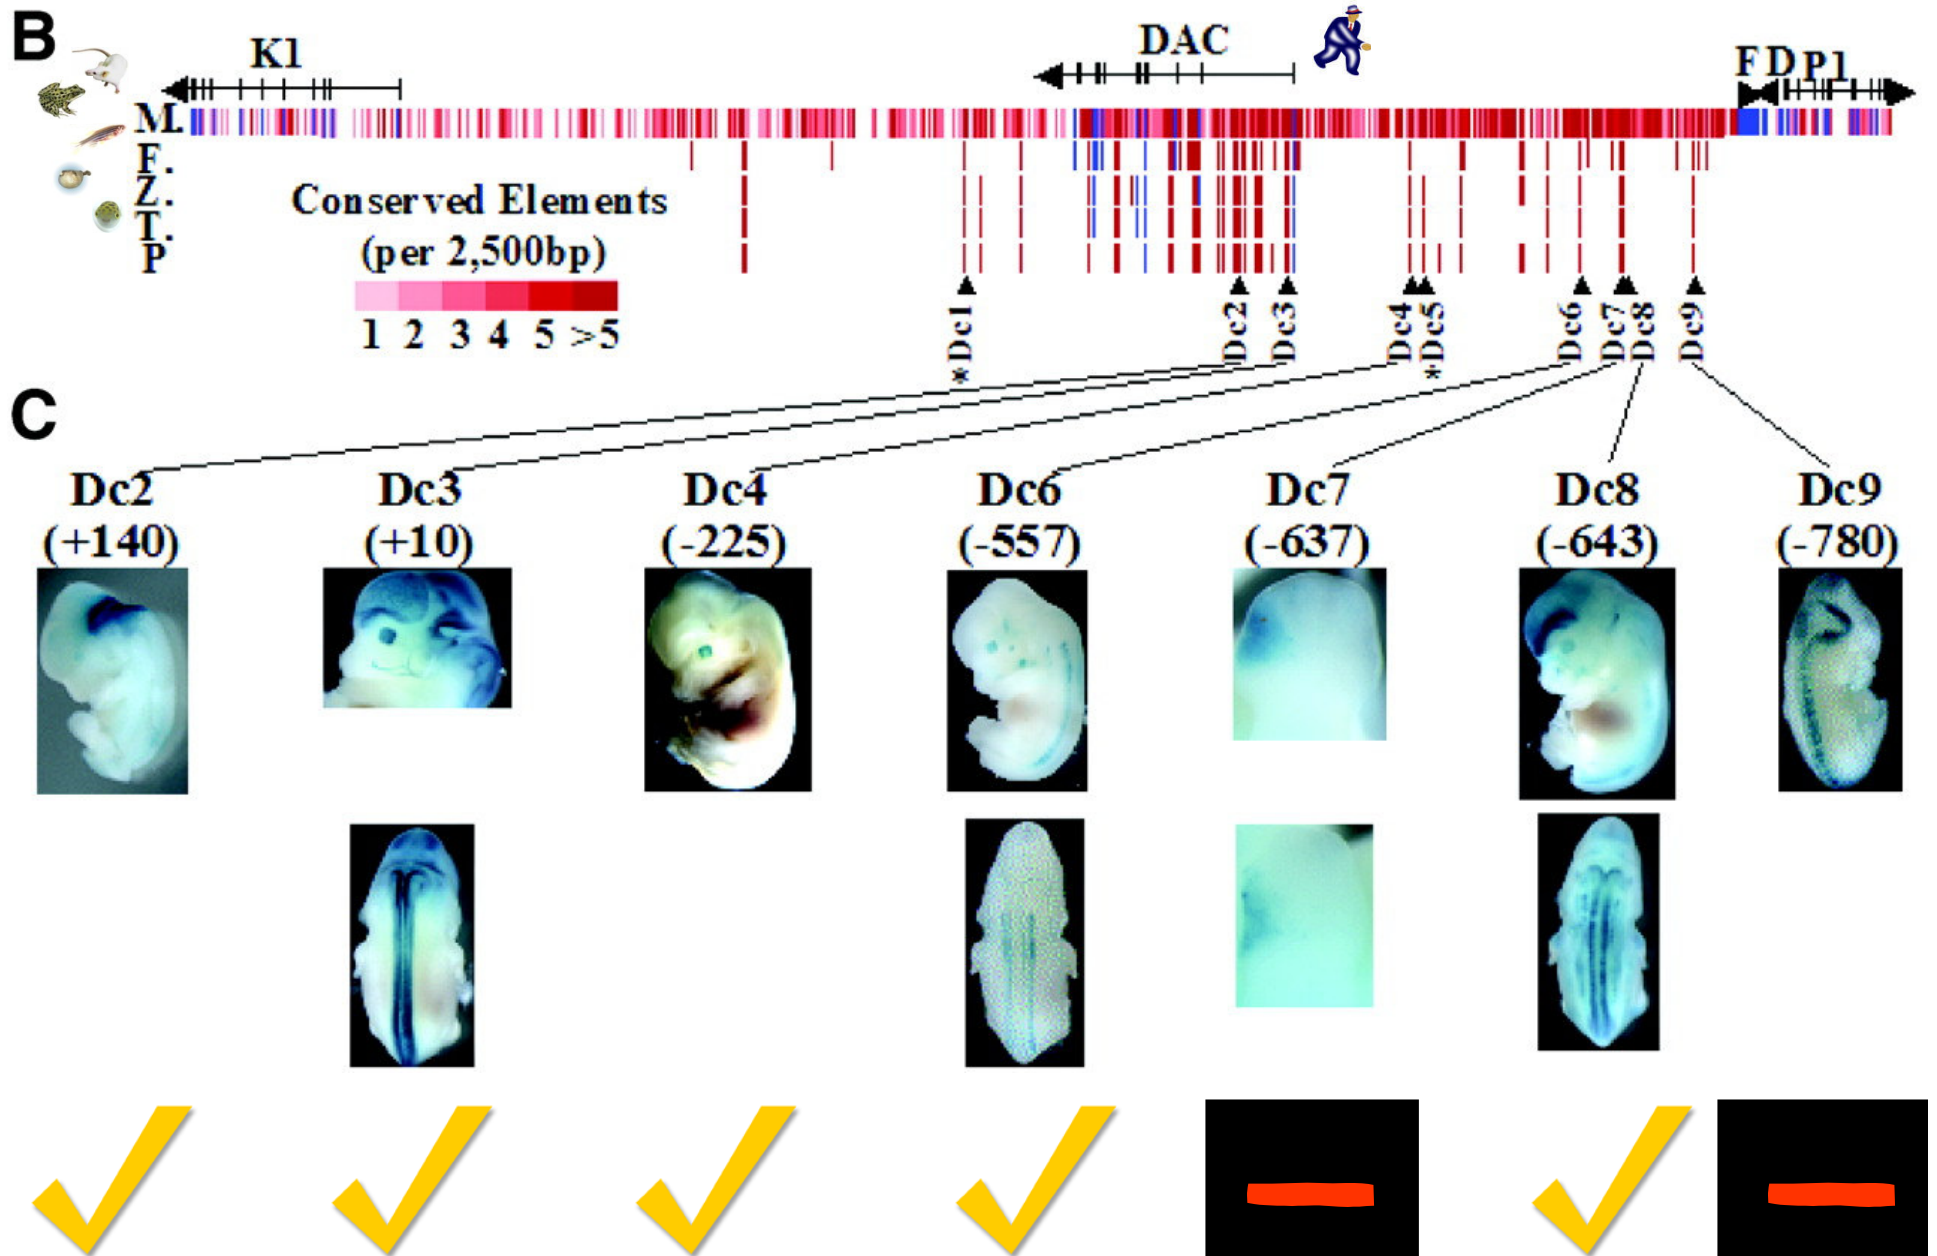 B
K1
DAC
F D P1
M.
F.
Z.
T.
P
Conserved Elements
(per 2,500bp)
1 2 3 4 5 >5
*Dc1
Dc2
Dc3
Dc4
*Dc5
Dc6
Dc7
Dc8
Dc9
C
Dc2 Dc3 Dc4 Dc6 Dc7 Dc8 Dc9
(+140) (+10) (-225) (-557) (-637) (-643) (-780)